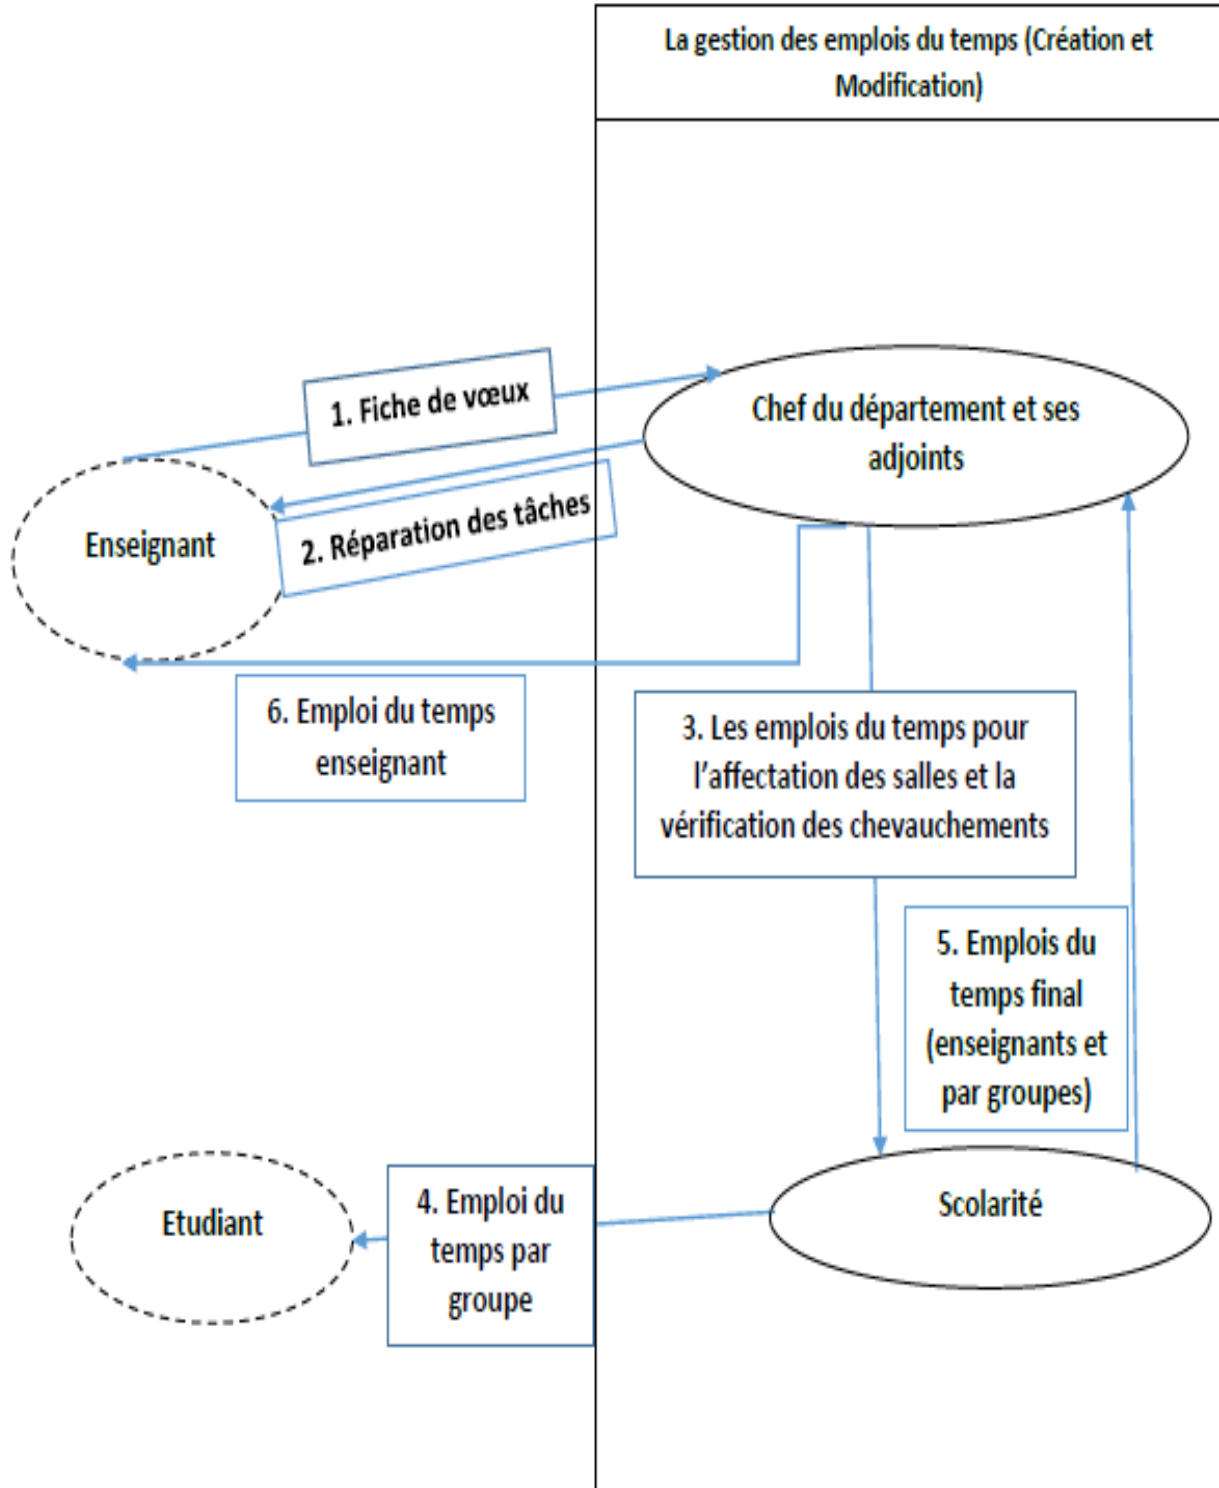 La gestion des emplois du temps (Création et
Modification)
1. Fiche de vœux
Chef du département et ses
adjoints
2. Réparation des tâches
Enseignant
6. Emploi du temps
enseignant
3. Les emplois du temps pour
l'affectation des salles et la
vérification des chevauchements
5. Emplois du
temps final
(enseignants et
par groupes)
Etudiant
4. Emploi du
temps par
groupe
Scolarité